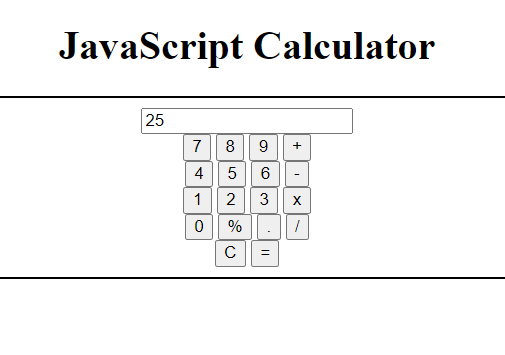 JavaScript Calculator
25
7 8 9 +
4 5 6 -
1 2 3 x
0 % . /
C =